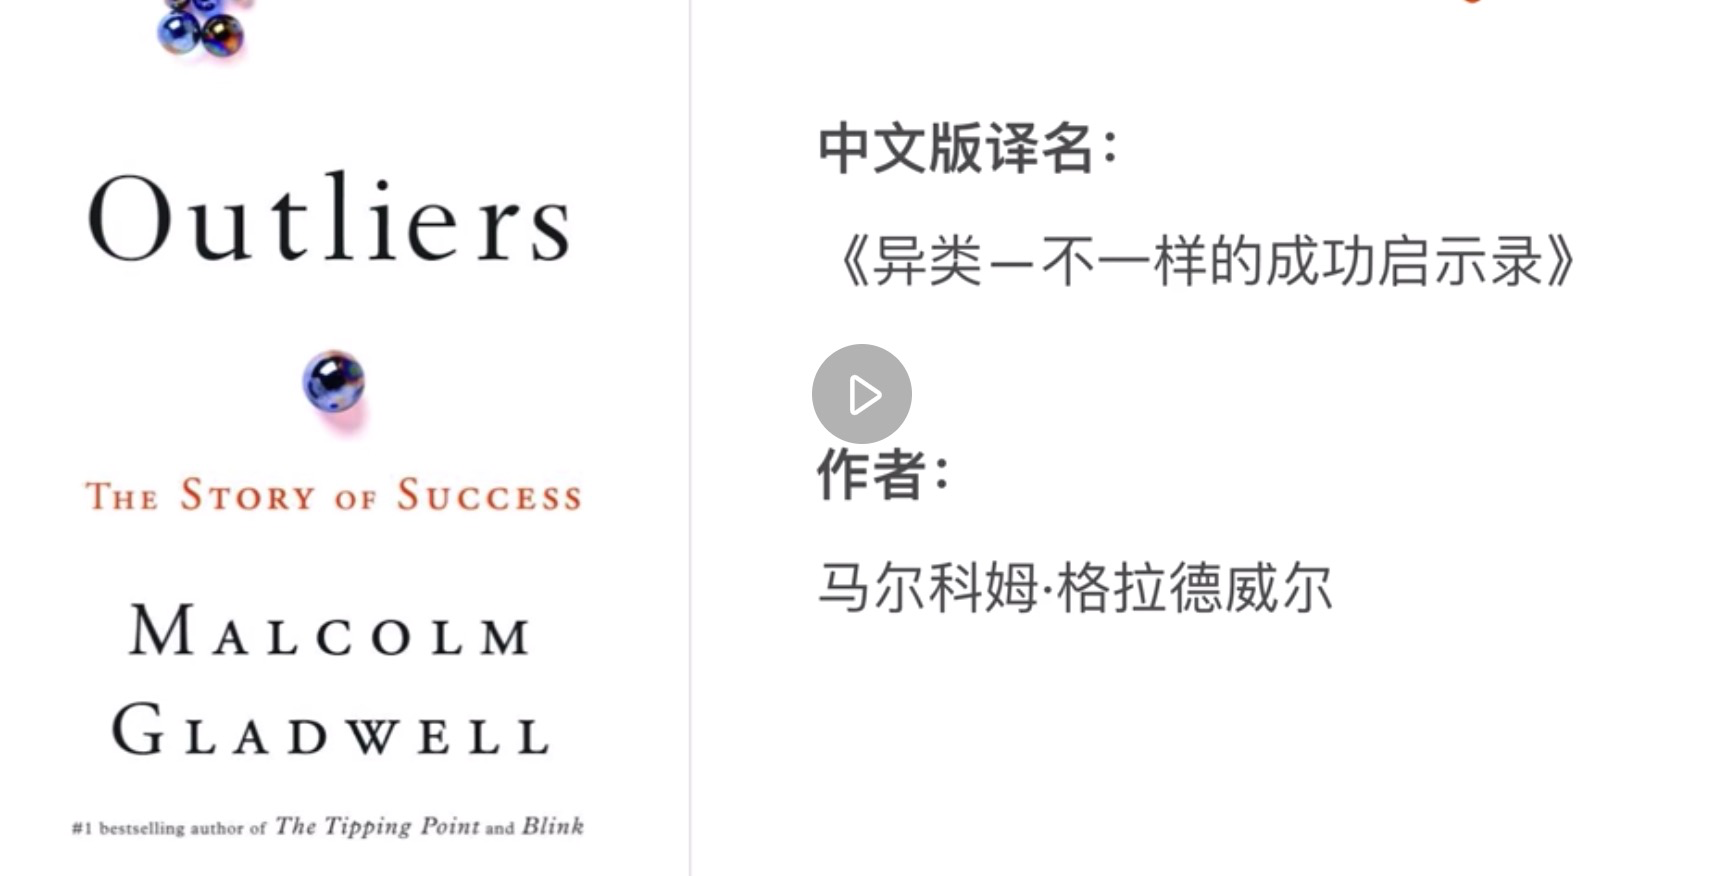 Outliers
THE STORY OF SUCCESS
MALCOLM
GLADWELL
#1 bestselling author of The Tipping Point and Blink
中文版译名：
《异类—不一样的成功启示录》
作者：
马尔科姆·格拉德威尔